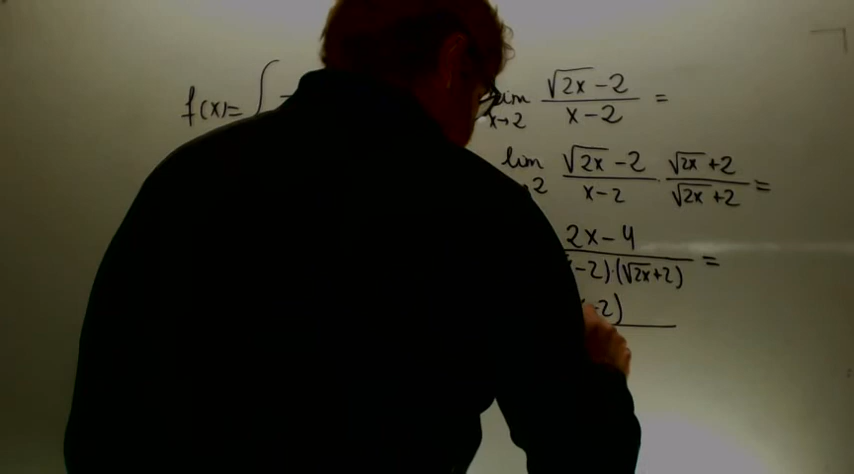 f(x)=
lim x→2 (√2x -2)/(x-2) =
lim 2 (√2x -2)/(x-2) · (√2x +2)/(√2x +2) =
(2x-4)/(-2)·(√2x+2) =
-2)